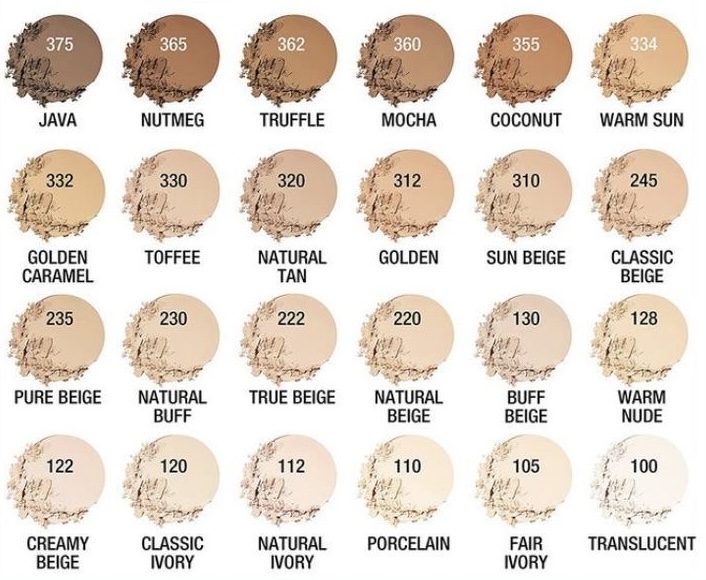 375 365 362 360 355 334
JAVA NUTMEG TRUFFLE MOCHA COCONUT WARM SUN
332 330 320 312 310 245
GOLDEN CARAMEL TOFFEE NATURAL TAN GOLDEN SUN BEIGE CLASSIC BEIGE
235 230 222 220 130 128
PURE BEIGE NATURAL BUFF TRUE BEIGE NATURAL BEIGE BUFF BEIGE WARM NUDE
122 120 112 110 105 100
CREAMY BEIGE CLASSIC IVORY NATURAL IVORY PORCELAIN FAIR IVORY TRANSLUCENT